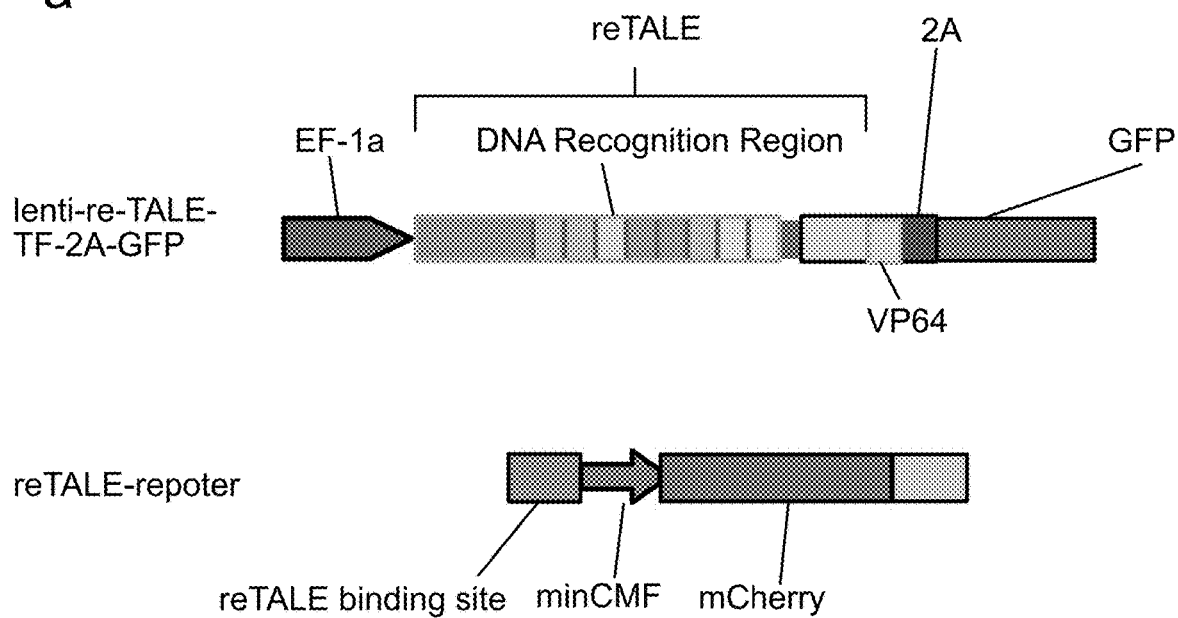 a
reTALE
2A
EF-1a
DNA Recognition Region
GFP
lenti-re-TALE-
TF-2A-GFP
VP64
reTALE-repoter
reTALE binding site
minCMF
mCherry